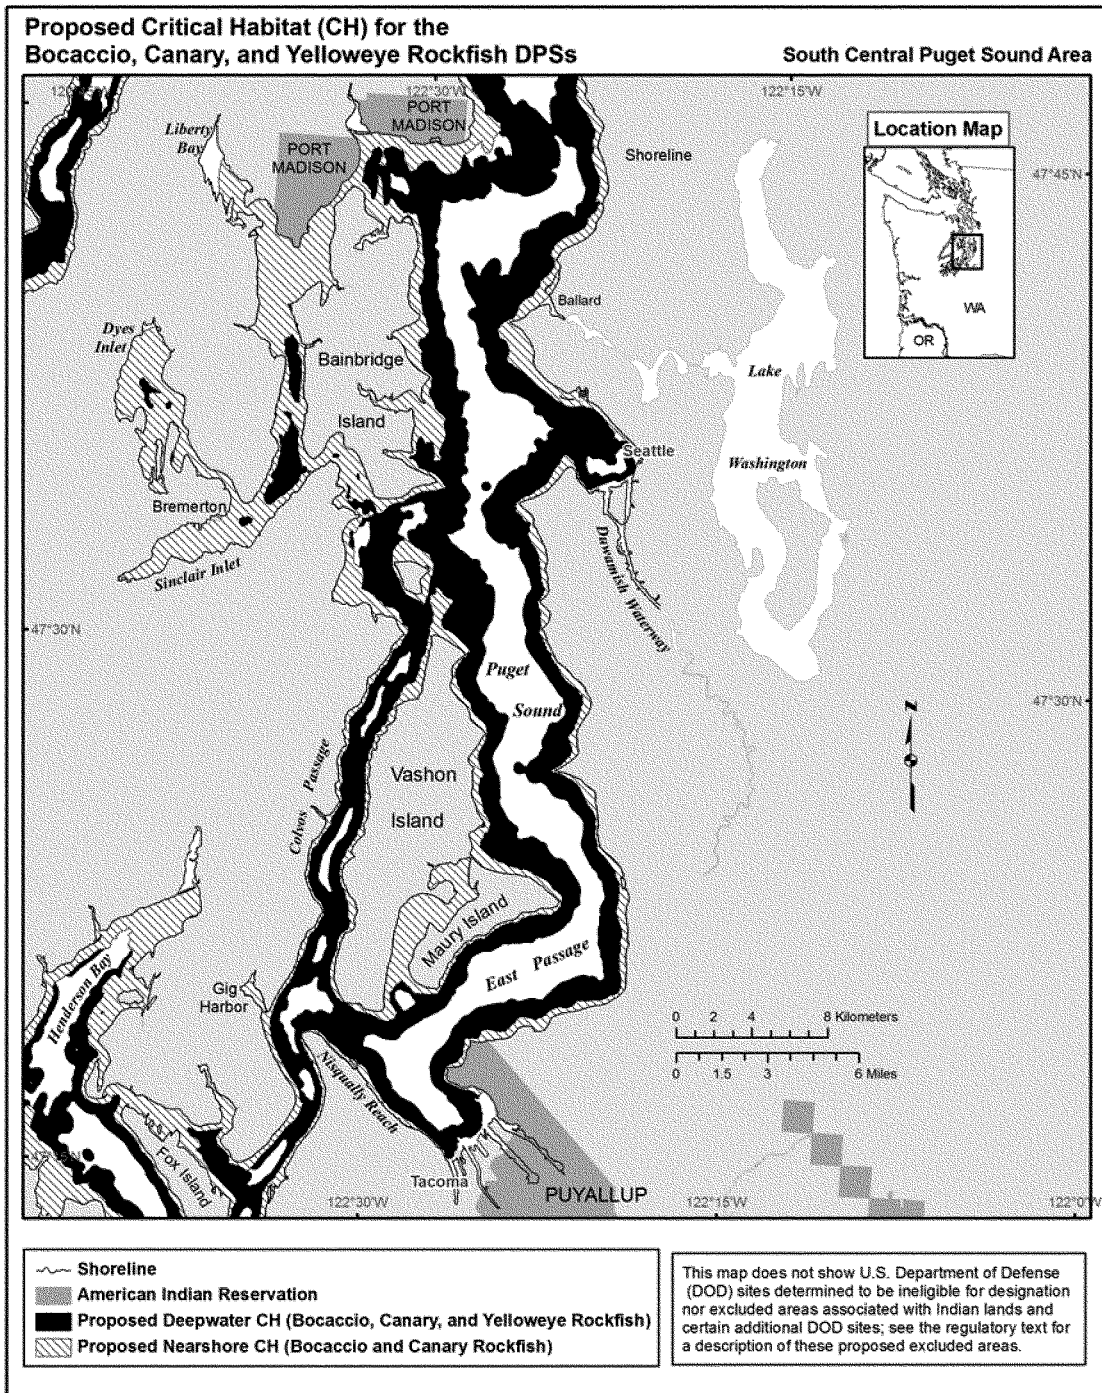 Proposed Critical Habitat (CH) for the
Bocaccio, Canary, and Yelloweye Rockfish DPSs
South Central Puget Sound Area
122°30'W
122°15'W
PORT
MADISON
Liberty
Bay
PORT
MADISON
Shoreline
Location Map
47°45'N
WA
OR
Ballard
Dyes
Inlet
Bainbridge
Island
Lake
Washington
Seattle
Bremerton
Sinclair Inlet
Duwamish Waterway
47°30'N
Puget
Sound
47°30'N
N
Colvos Passage
Vashon
Island
Maury Island
East Passage
Henderson Bay
Gig
Harbor
0 2 4 8 Kilometers
0 1.5 3 6 Miles
Nisqually Reach
Fox Island
Tacoma
PUYALLUP
122°30'W
122°15'W
122°0'W
Shoreline
American Indian Reservation
Proposed Deepwater CH (Bocaccio, Canary, and Yelloweye Rockfish)
Proposed Nearshore CH (Bocaccio and Canary Rockfish)
This map does not show U.S. Department of Defense
(DOD) sites determined to be ineligible for designation
nor excluded areas associated with Indian lands and
certain additional DOD sites; see the regulatory text for
a description of these proposed excluded areas.